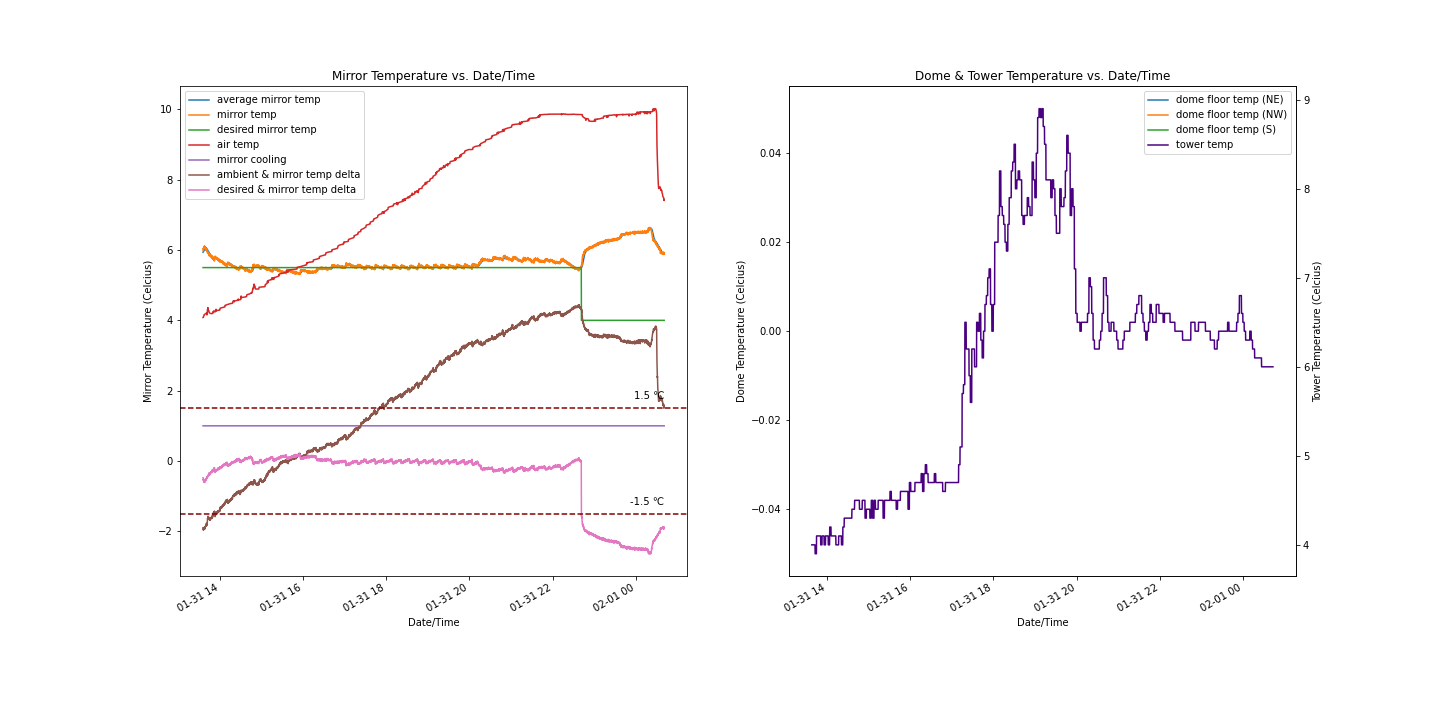 Mirror Temperature vs. Date/Time
average mirror temp
mirror temp
desired mirror temp
air temp
mirror cooling
ambient & mirror temp delta
desired & mirror temp delta
10
8
6
4
2
0
−2
Mirror Temperature (Celcius)
1.5 °C
-1.5 °C
01-31 14
01-31 16
01-31 18
01-31 20
01-31 22
02-01 00
Date/Time
Dome & Tower Temperature vs. Date/Time
dome floor temp (NE)
dome floor temp (NW)
dome floor temp (S)
tower temp
0.04
0.02
0.00
−0.02
−0.04
Dome Temperature (Celcius)
9
8
7
6
5
4
Tower Temperature (Celcius)
01-31 14
01-31 16
01-31 18
01-31 20
01-31 22
02-01 00
Date/Time